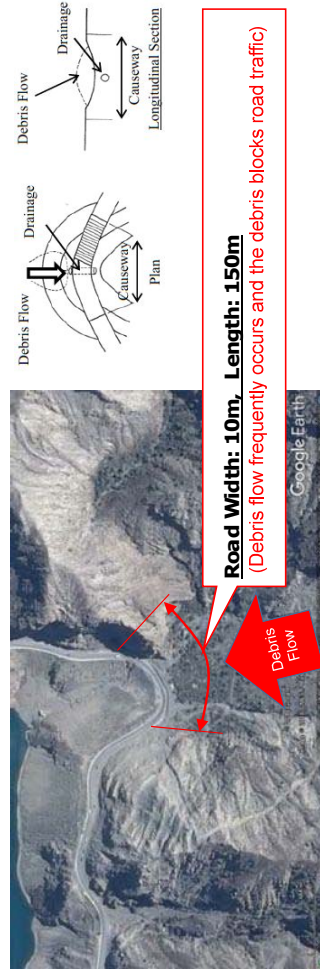 Debris Flow
Drainage
Causeway
Plan
Debris Flow
Drainage
Causeway
Longitudinal Section
Road Width: 10m, Length: 150m
(Debris flow frequently occurs and the debris blocks road traffic)
Debris
Flow
Google Earth